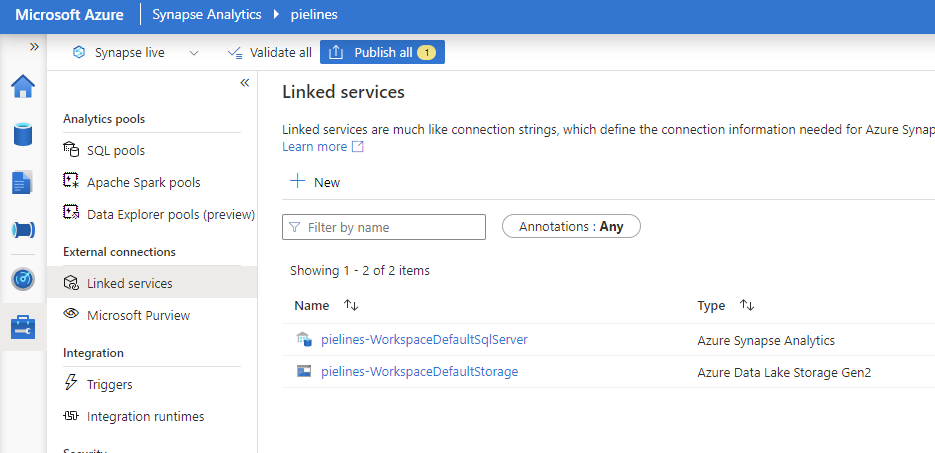 Microsoft Azure Synapse Analytics pielines
Synapse live Validate all Publish all 1
Analytics pools
SQL pools
Apache Spark pools
Data Explorer pools (preview)
External connections
Linked services
Microsoft Purview
Integration
Triggers
Integration runtimes
Security
Linked services
Linked services are much like connection strings, which define the connection information needed for Azure Synap
Learn more
New
Filter by name Annotations : Any
Showing 1 - 2 of 2 items
Name Type
pielines-WorkspaceDefaultSqlServer Azure Synapse Analytics
pielines-WorkspaceDefaultStorage Azure Data Lake Storage Gen2